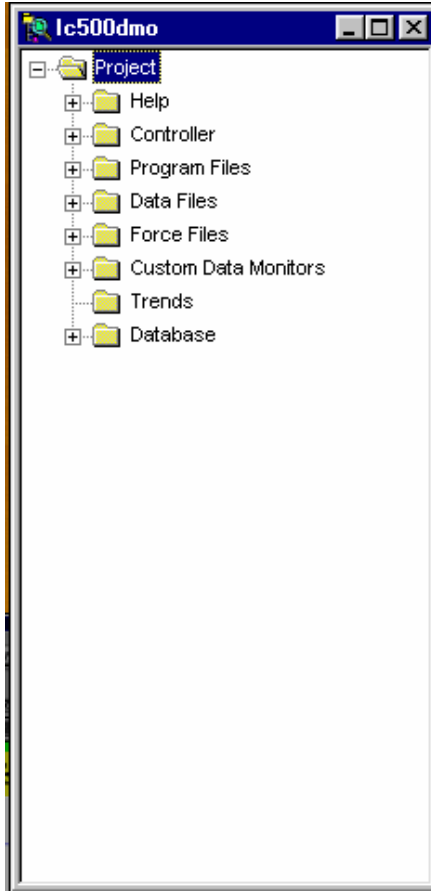 lc500dmo
Project
Help
Controller
Program Files
Data Files
Force Files
Custom Data Monitors
Trends
Database